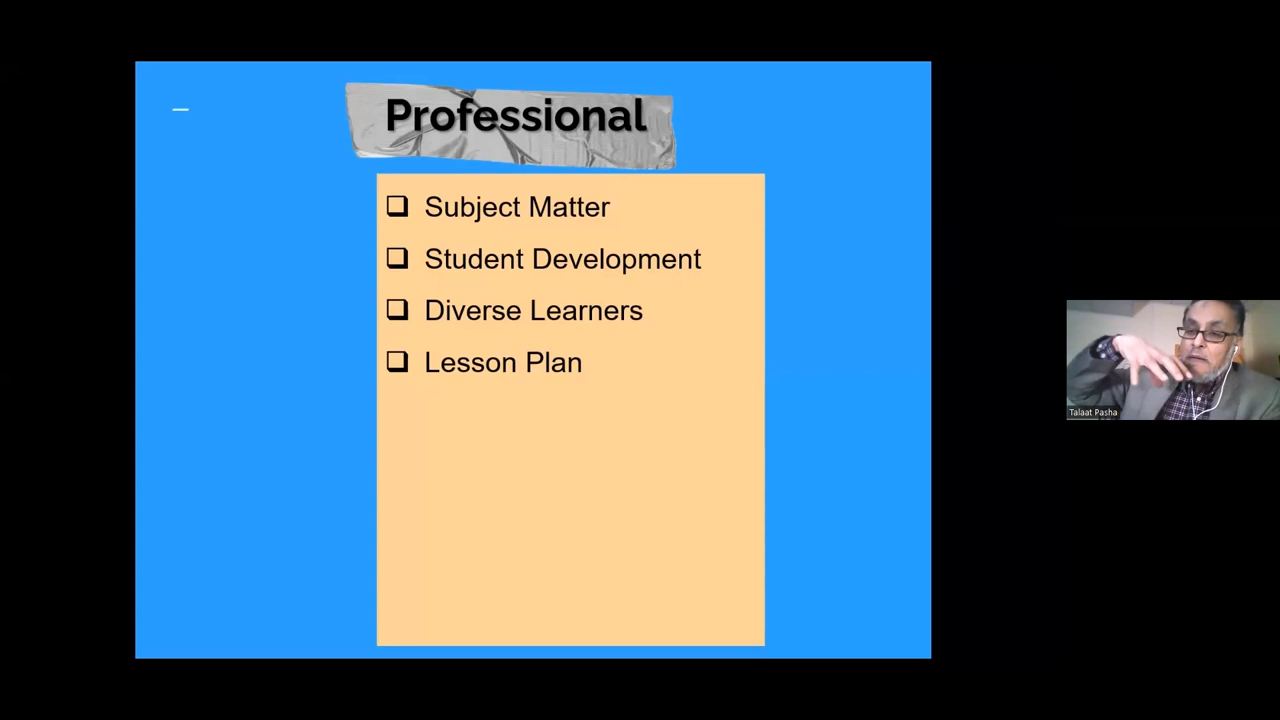 Professional
Subject Matter
Student Development
Diverse Learners
Lesson Plan
Talaat Pasha